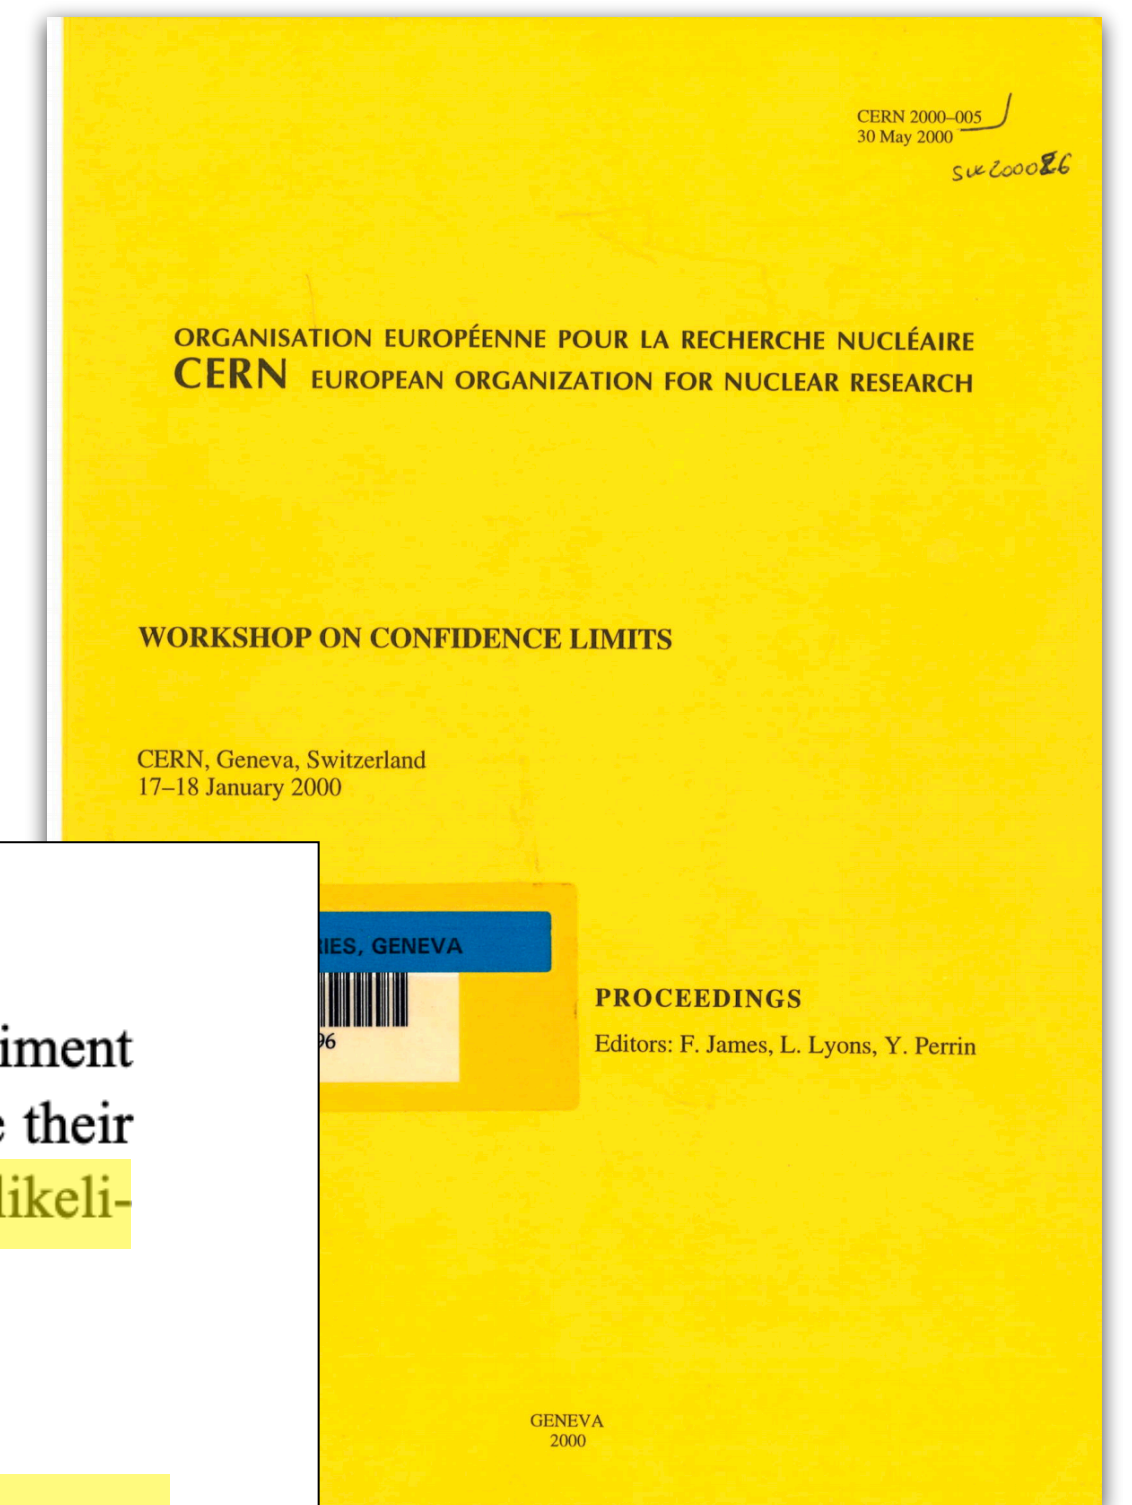 CERN 2000–005
30 May 2000
ORGANISATION EUROPÉENNE POUR LA RECHERCHE NUCLÉAIRE
CERN EUROPEAN ORGANIZATION FOR NUCLEAR RESEARCH
WORKSHOP ON CONFIDENCE LIMITS
CERN, Geneva, Switzerland
17–18 January 2000
GENEVA
PROCEEDINGS
Editors: F. James, L. Lyons, Y. Perrin
their
likeli-
GENEVA
2000